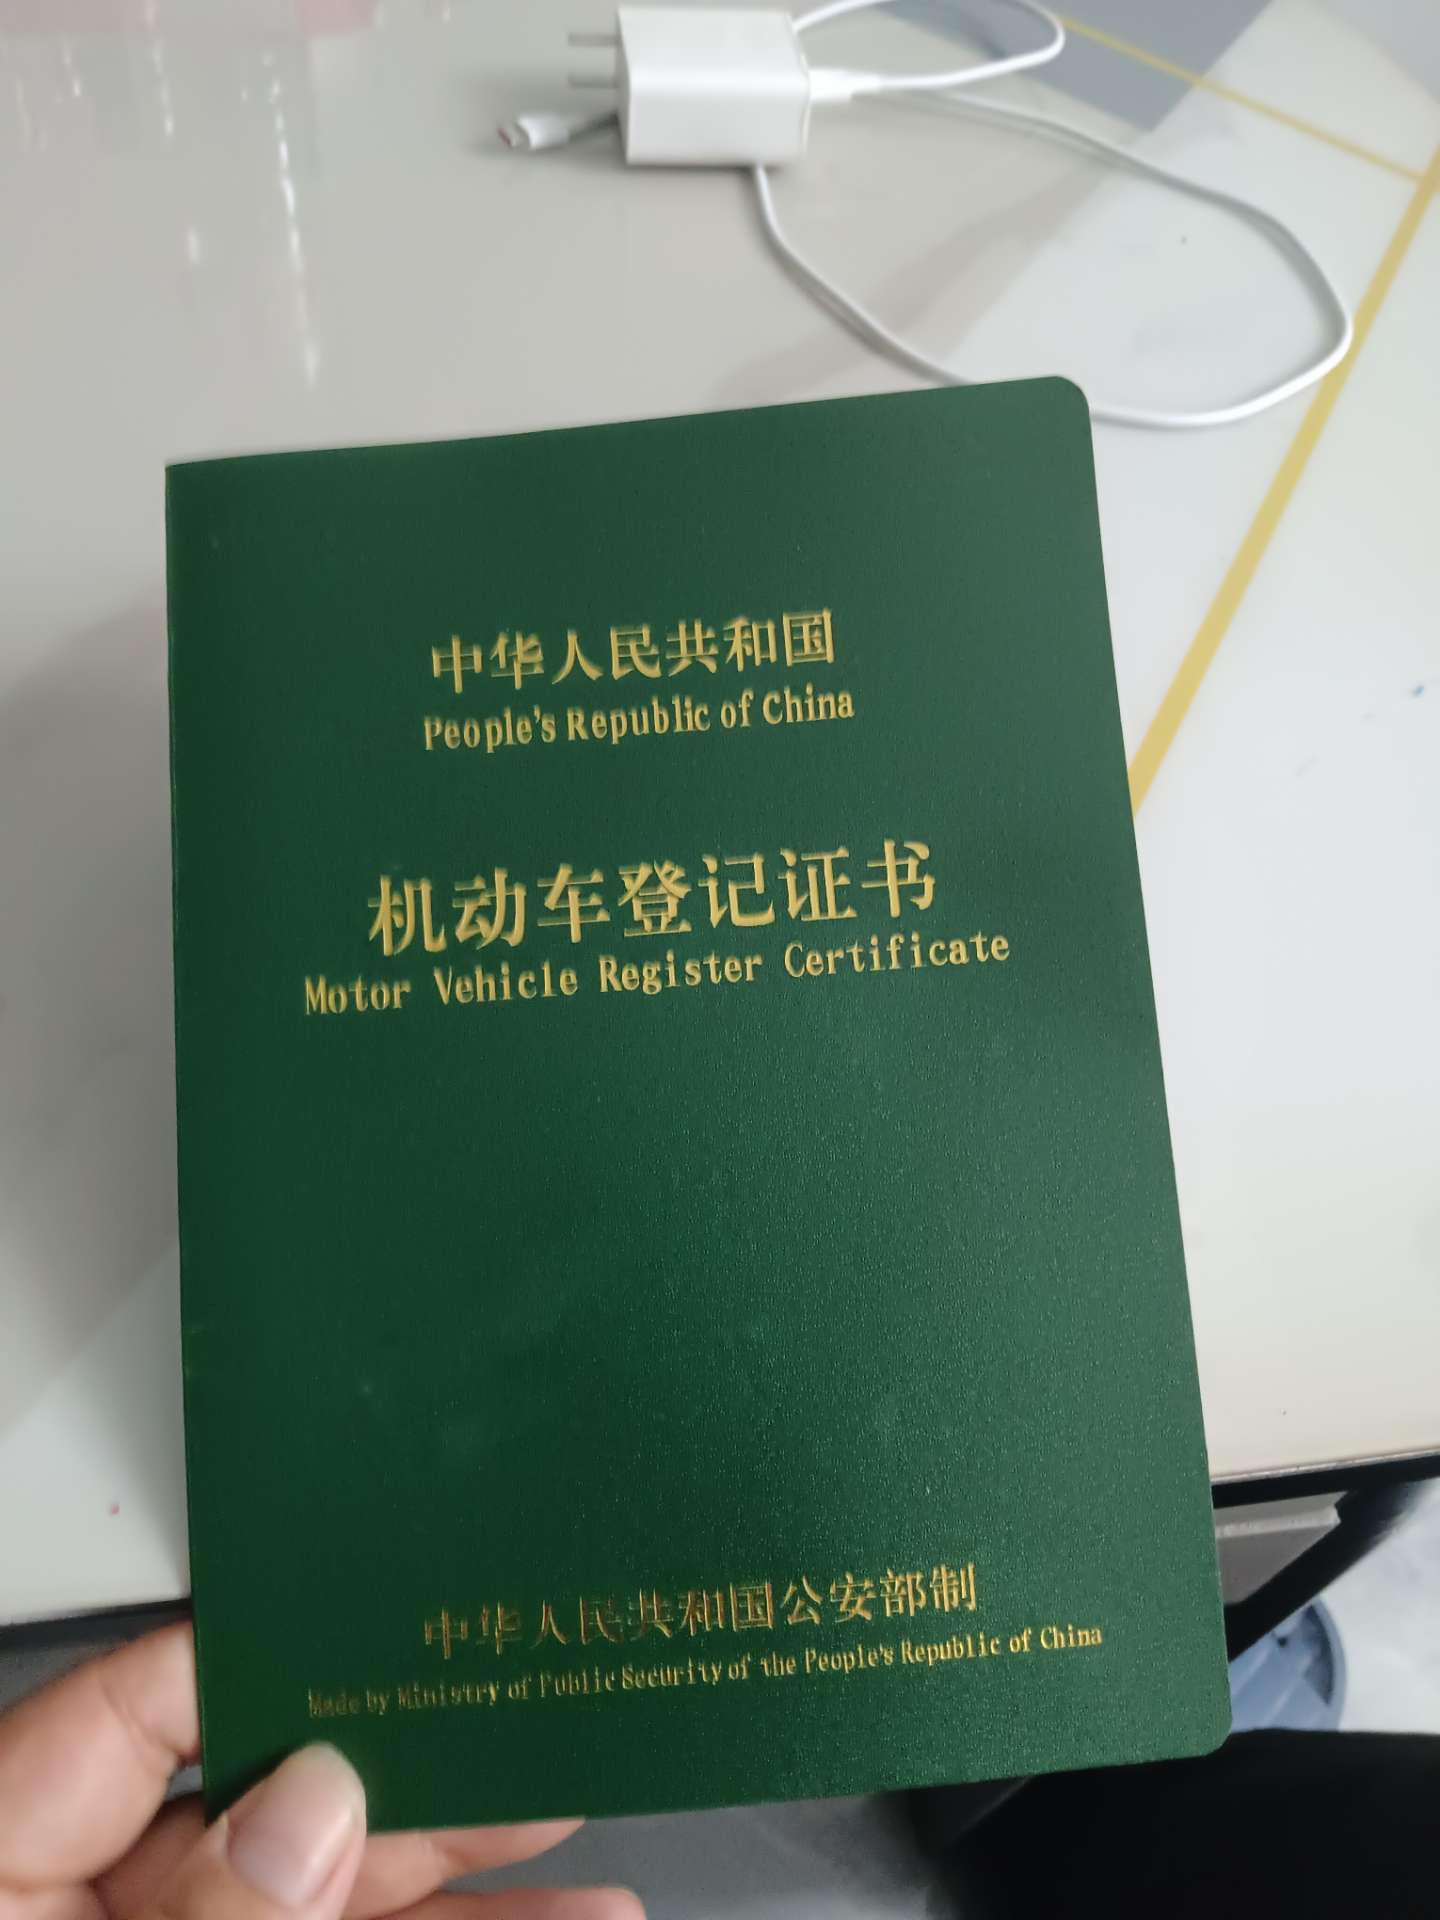 中华人民共和国
People's Republic of China
机动车登记证书
Motor Vehicle Register Certificate
中华人民共和国公安部制
Made by Ministry of Public Security of the People's Republic of China